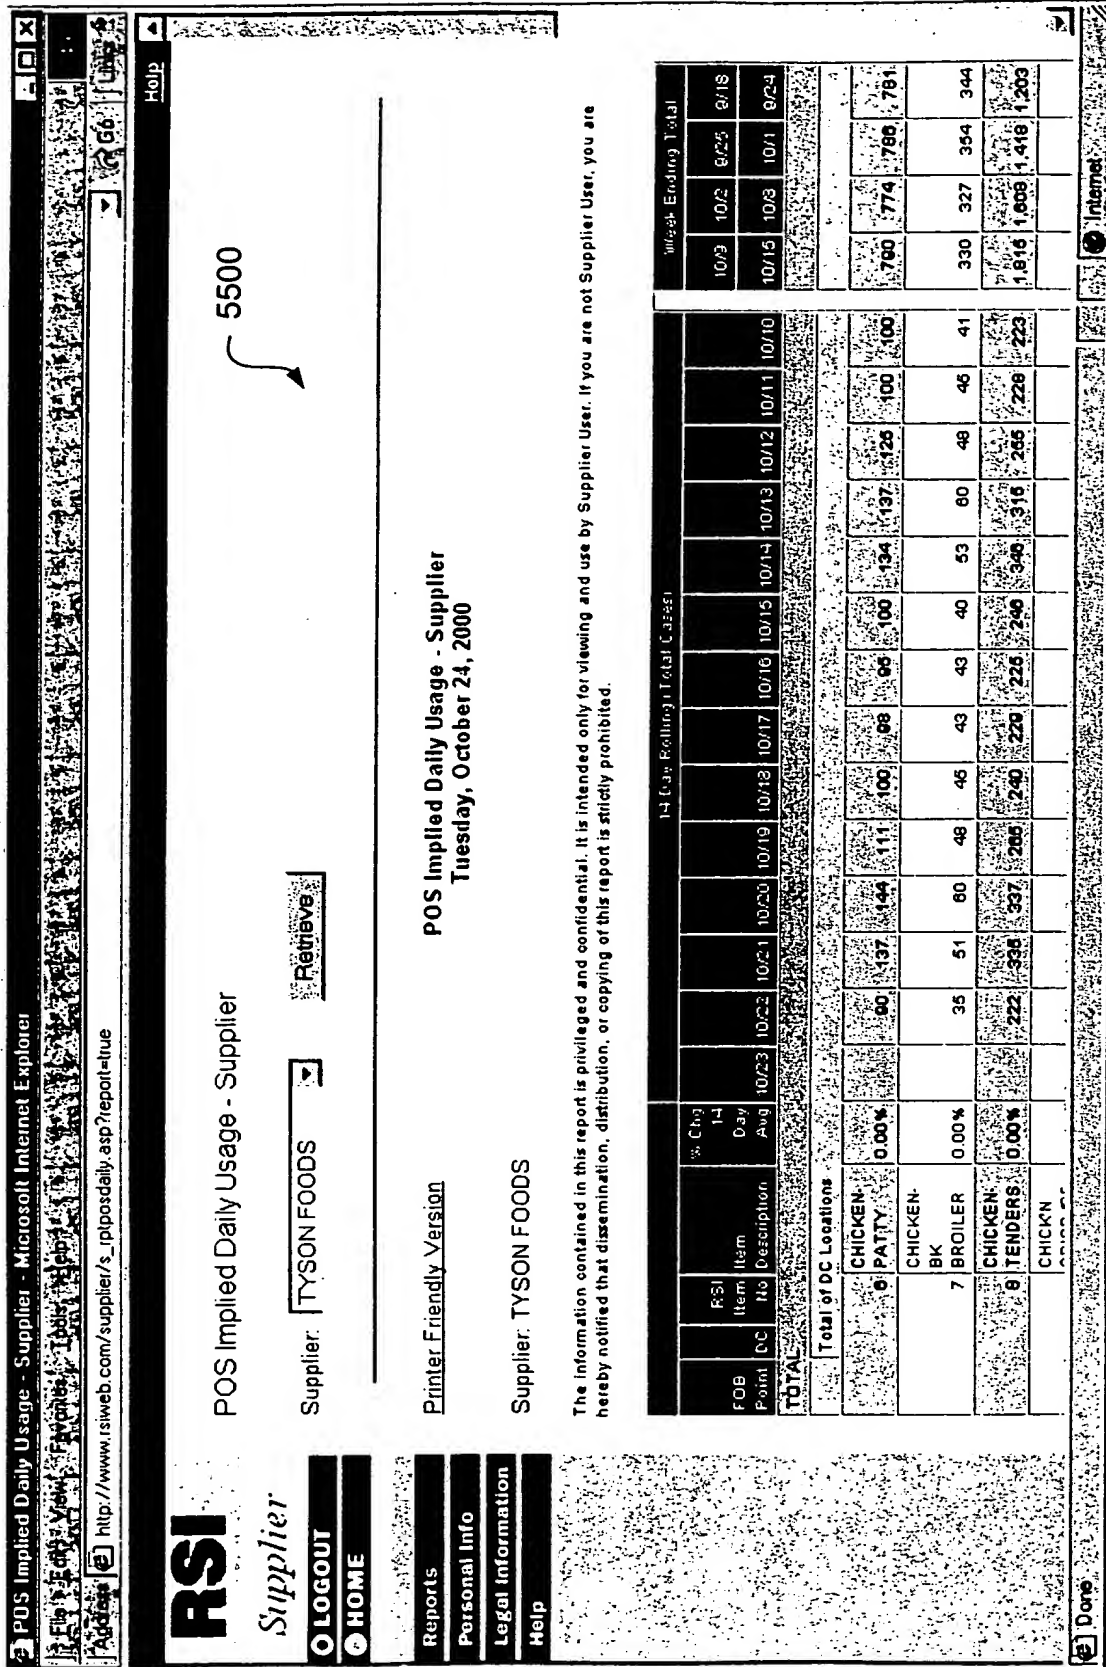 POS Implied Daily Usage - Supplier - Microsoft Internet Explorer
File Edit View Favorites Tools Help
Address http://www.rsiweb.com/supplier/s_rptposdaily.asp?report=true Go Links
Help
RSI
Supplier
LOGOUT
HOME
Reports
Personal Info
Legal Information
Help
POS Implied Daily Usage - Supplier
5500
Supplier: TYSON FOODS Retrieve
POS Implied Daily Usage - Supplier
Tuesday, October 24, 2000
Printer Friendly Version
Supplier: TYSON FOODS
The information contained in this report is privileged and confidential. It is intended only for viewing and use by Supplier User. If you are not Supplier User, you are
hereby notified that dissemination, distribution, or copying of this report is strictly prohibited.
14 Day Rolling (Total Cases) Week Ending Total
% Chg 10/9 10/2 9/25 9/18
FOB Point DC RSI Item No Item Description 14 Day Avg 10/23 10/22 10/21 10/20 10/19 10/18 10/17 10/16 10/15 10/14 10/13 10/12 10/11 10/10 10/15 10/8 10/1 9/24
TOTAL
Total of DC Locations
6 CHICKEN-PATTY 0.00% 90 137 144 111 100 98 95 100 134 137 125 100 100 790 774 786 781
7 CHICKEN-BK BROILER 0.00% 35 51 60 48 45 43 43 40 53 60 48 46 41 330 327 354 344
8 CHICKEN TENDERS 0.00% 222 335 337 265 240 229 225 246 346 316 265 228 223 1,816 1,609 1,418 1,203
CHICK'N
Done Internet